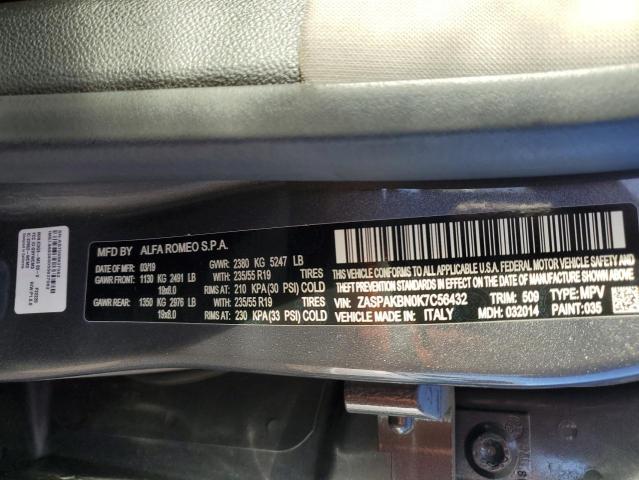 MFD BY ALFA ROMEO S.P.A.
DATE OF MFR 03/19 GVWR: 2380 KG 5247 LB
GAWR FRONT: 1130 KG 2491 LB WITH: 235/55 R19 TIRES
19x8.0 RIMS AT: 210 KPA(30 PSI) COLD
GAWR REAR: 1350 KG 2976 LB WITH: 235/55 R19 TIRES
19x8.0 RIMS AT: 230 KPA(33 PSI) COLD
THIS VEHICLE CONFORMS TO ALL APPLICABLE
FEDERAL MOTOR VEHICLE SAFETY, BUMPER, AND
THEFT PREVENTION STANDARDS IN EFFECT ON THE
DATE OF MANUFACTURE SHOWN ABOVE.
VIN: ZASPAKBN0K7C56432 TRIM: 509 TYPE: MPV
VEHICLE MADE IN: ITALY MDH: 032014 PAINT: 035